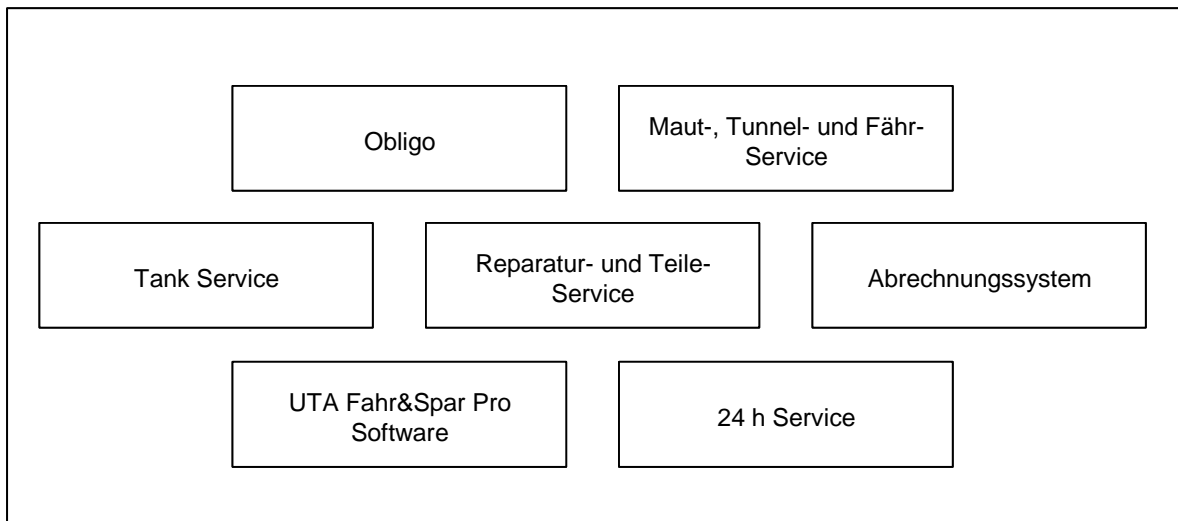 Obligo
Maut-, Tunnel- und Fähr-
Service
Tank Service
Reparatur- und Teile-
Service
Abrechnungssystem
UTA Fahr&Spar Pro
Software
24 h Service